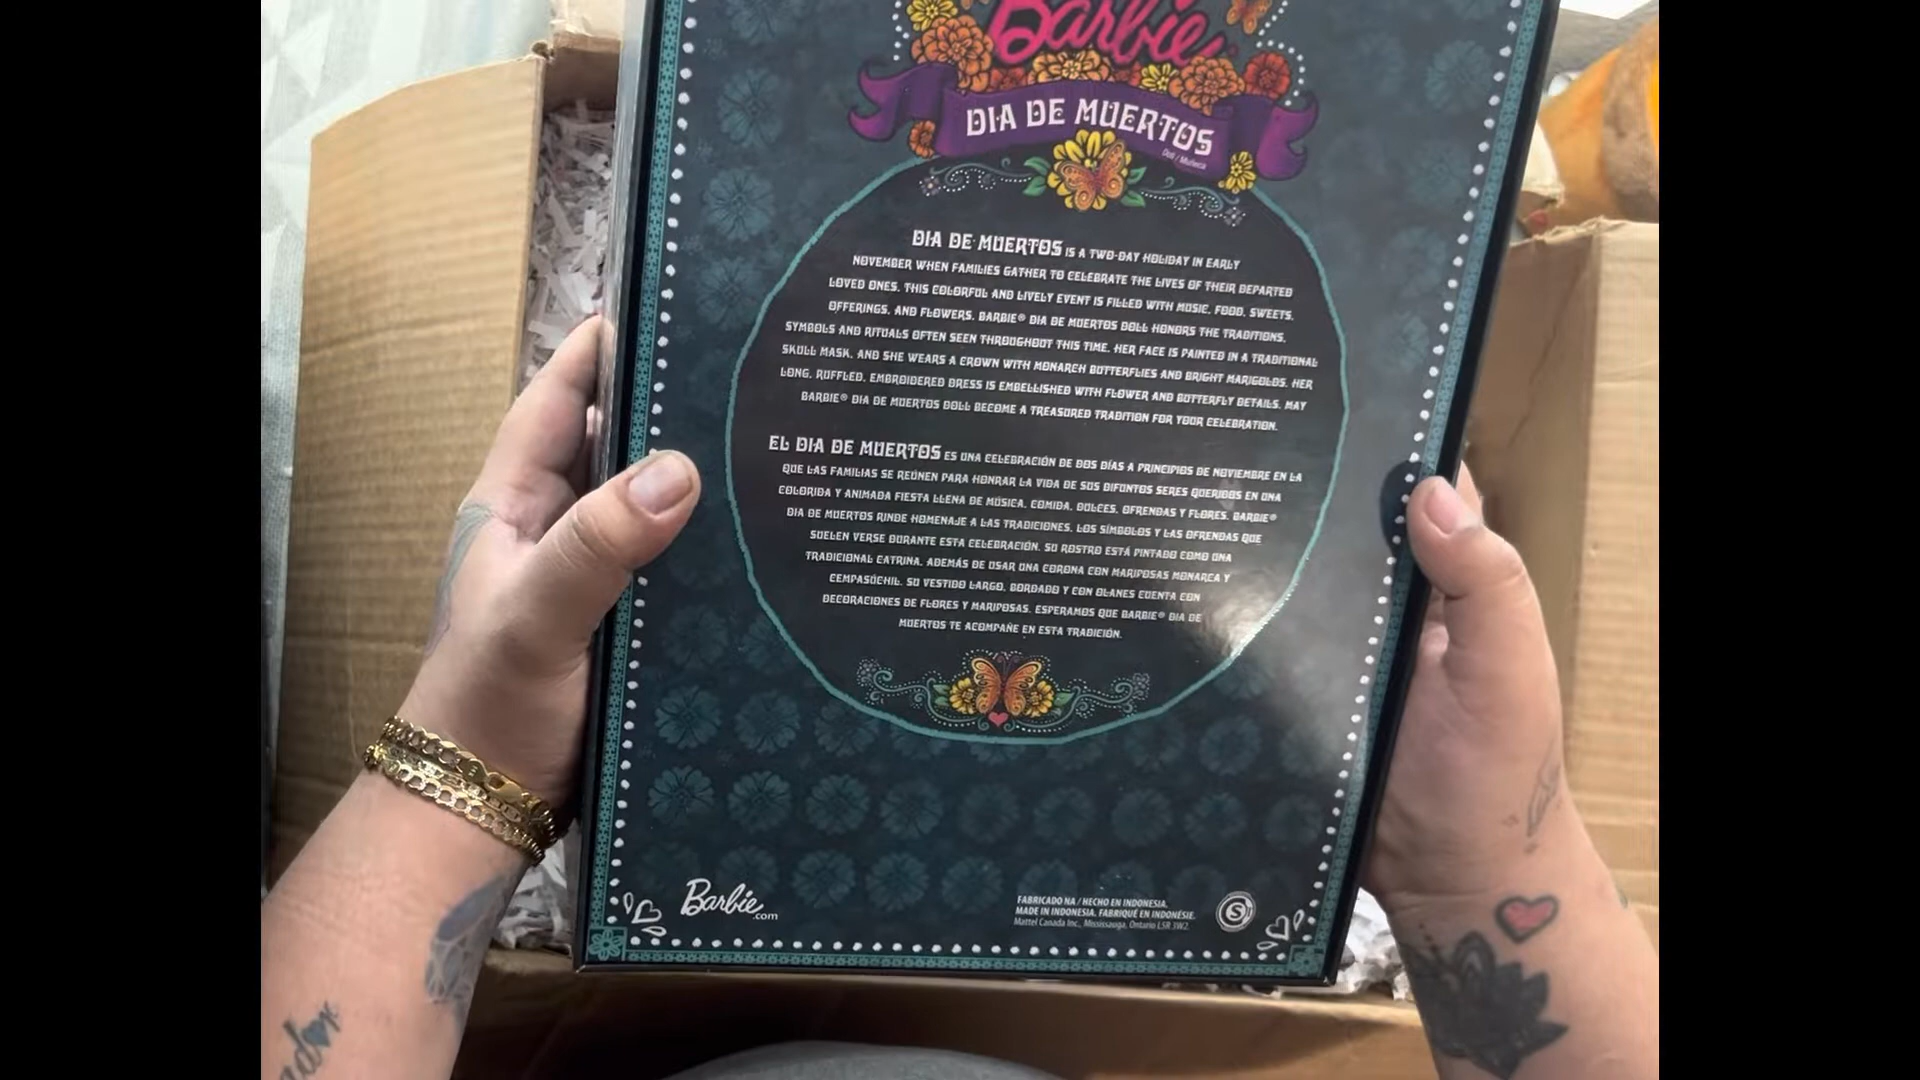 Barbie
DIA DE MUERTOS
Doll / Muñeca
DIA DE MUERTOS IS A TWO-DAY HOLIDAY IN EARLY
NOVEMBER WHEN FAMILIES GATHER TO CELEBRATE THE LIVES OF THEIR DEPARTED
LOVED ONES. THIS COLORFUL AND LIVELY EVENT IS FILLED WITH MUSIC, FOOD, SWEETS,
OFFERINGS, AND FLOWERS. BARBIE® DIA DE MUERTOS DOLL HONORS THE TRADITIONS,
SYMBOLS AND RITUALS OFTEN SEEN THROUGHOUT THIS TIME. HER FACE IS PAINTED IN A TRADITIONAL
SKULL MASK, AND SHE WEARS A CROWN WITH MONARCH BUTTERFLIES AND BRIGHT MARIGOLDS. HER
LONG, RUFFLED, EMBROIDERED DRESS IS EMBELLISHED WITH FLOWER AND BUTTERFLY DETAILS. MAY
BARBIE® DIA DE MUERTOS DOLL BECOME A TREASURED TRADITION FOR YOUR CELEBRATION.
EL DIA DE MUERTOS ES UNA CELEBRACIÓN DE DOS DÍAS A PRINCIPIOS DE NOVIEMBRE EN LA
QUE LAS FAMILIAS SE REÚNEN PARA HONRAR LA VIDA DE SUS DIFUNTOS SERES QUERIDOS EN UNA
COLORIDA Y ANIMADA FIESTA LLENA DE MÚSICA, COMIDA, DULCES, OFRENDAS Y FLORES. BARBIE®
DIA DE MUERTOS RINDE HOMENAJE A LAS TRADICIONES, LOS SÍMBOLOS Y LAS OFRENDAS QUE
SUELEN VERSE DURANTE ESTA CELEBRACIÓN. SU ROSTRO ESTÁ PINTADO COMO UNA
TRADICIONAL CATRINA, ADEMÁS DE USAR UNA CORONA CON MARIPOSAS MONARCA Y
CEMPASÚCHIL. SU VESTIDO LARGO, BORDADO Y CON OLANES CUENTA CON
DECORACIONES DE FLORES Y MARIPOSAS. ESPERAMOS QUE BARBIE® DIA DE
MUERTOS TE ACOMPAÑE EN ESTA TRADICIÓN.
Barbie.com
FABRICADO NA / HECHO EN INDONESIA.
MADE IN INDONESIA. FABRIQUÉ EN INDONÉSIE.
Mattel Canada Inc., Mississauga, Ontario L5R 3W2.
S